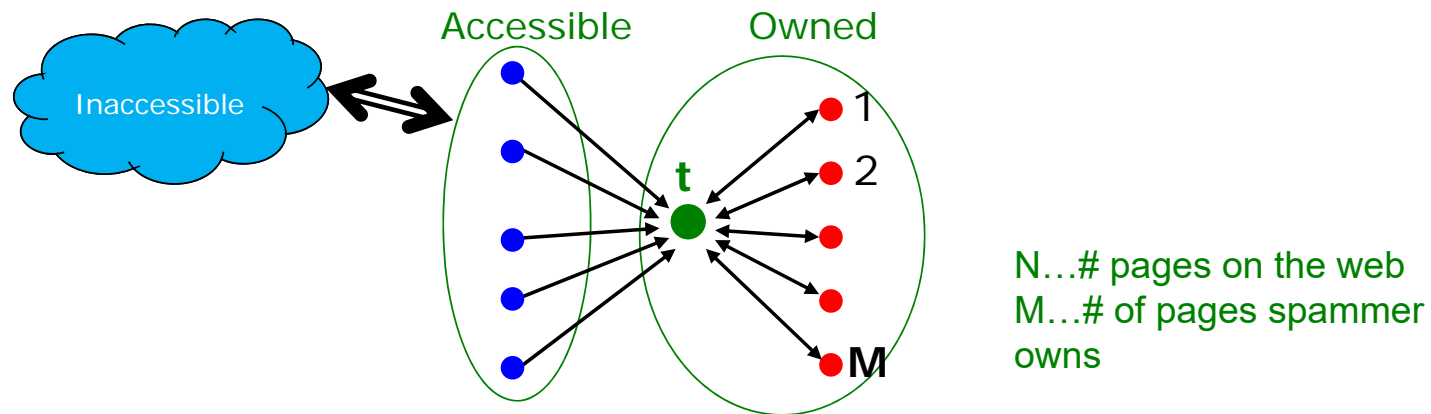 Accessible
Owned
Inaccessible
1
2
t
M
N...# pages on the web
M...# of pages spammer
owns